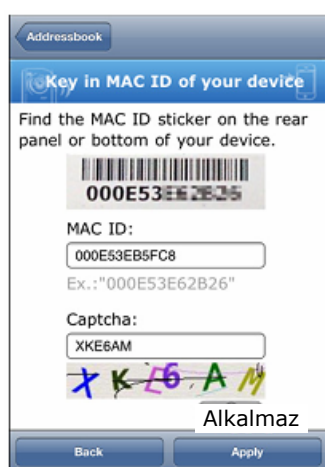 Addressbook
Key in MAC ID of your device
Find the MAC ID sticker on the rear
panel or bottom of your device.
000E53
MAC ID:
000E53EB5FC8
Ex.:"000E53E62B26"
Captcha:
XKE6AM
X K E 6 A M
Alkalmaz
Back
Apply